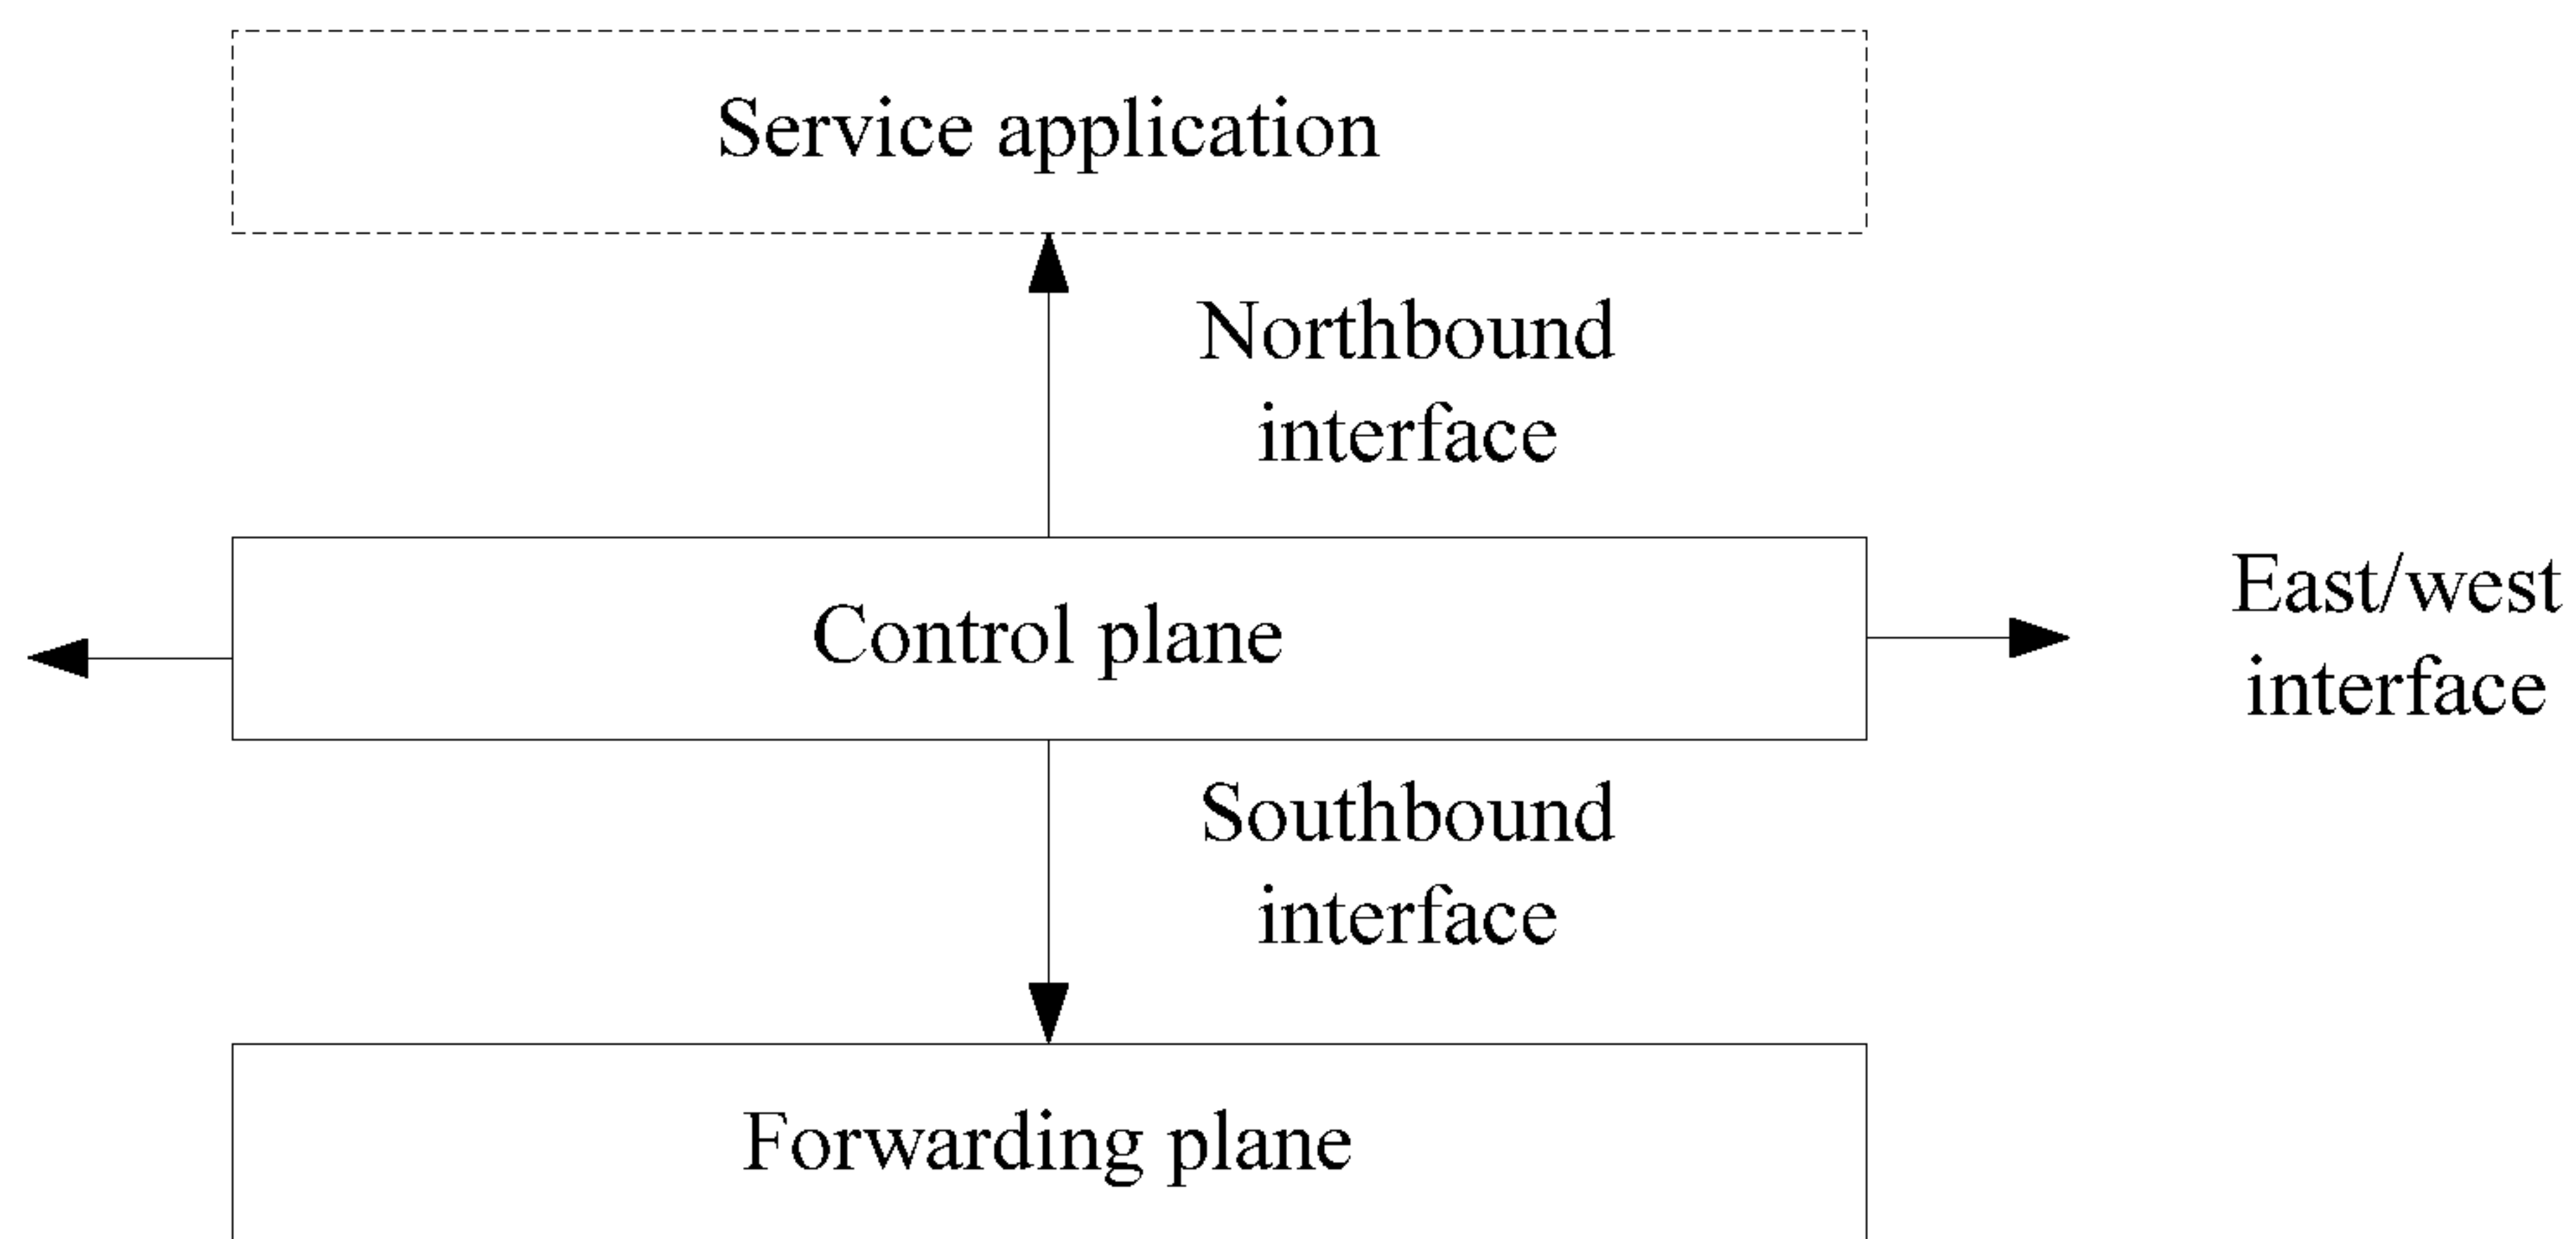 Service application
Northbound
interface
Control plane
East/west
interface
Southbound
interface
Forwarding plane